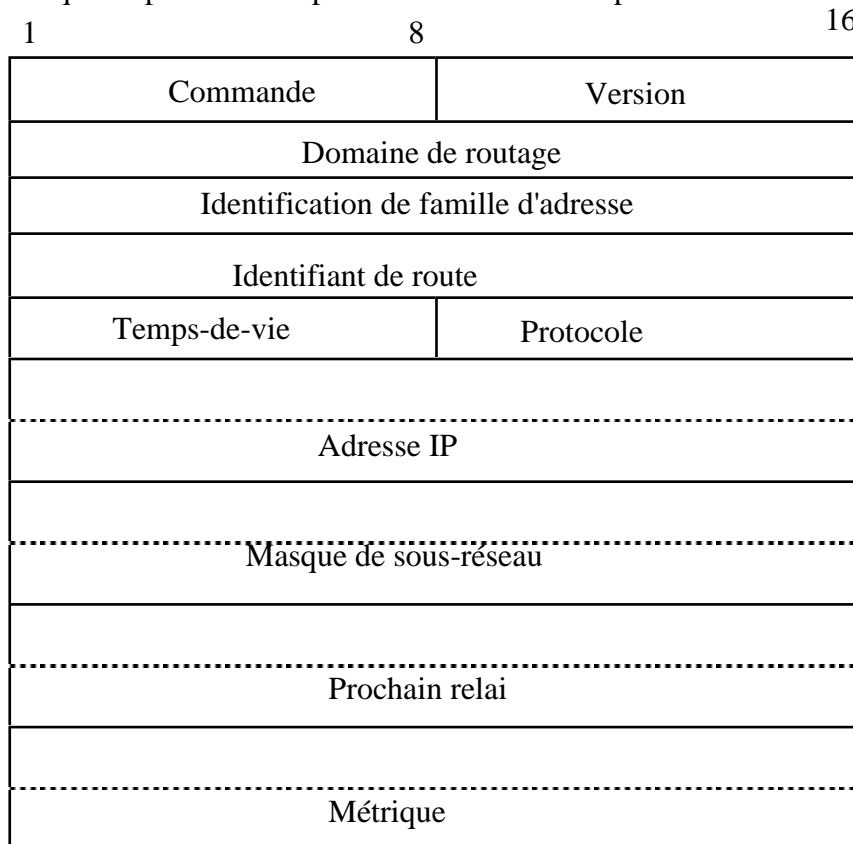 1 8 16
Commande Version
Domaine de routage
Identification de famille d'adresse
Identifiant de route
Temps-de-vie Protocole
Adresse IP
Masque de sous-réseau
Prochain relai
Métrique